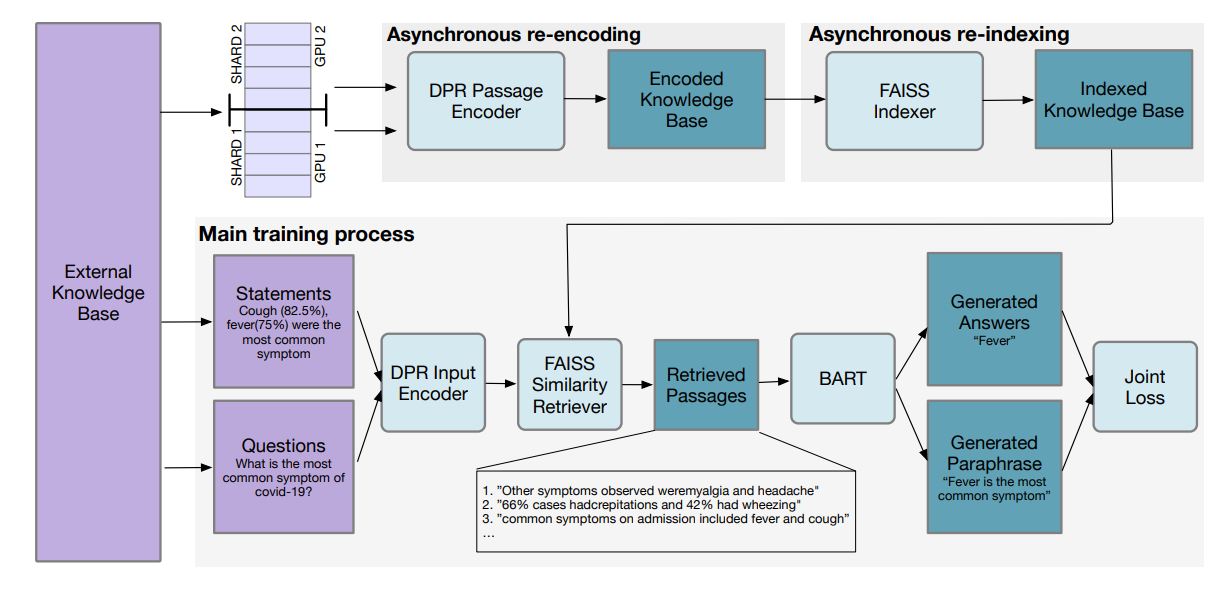 External
Knowledge
Base
SHARD 2
GPU 2
SHARD 1
GPU 1
Asynchronous re-encoding
DPR Passage
Encoder
Encoded
Knowledge
Base
Asynchronous re-indexing
FAISS
Indexer
Indexed
Knowledge Base
Main training process
Statements
Cough (82.5%),
fever(75%) were the
most common
symptom
Questions
What is the most
common symptom of
covid-19?
DPR Input
Encoder
FAISS
Similarity
Retriever
Retrieved
Passages
1. "Other symptoms observed weremyalgia and headache"
2. "66% cases hadcrepitations and 42% had wheezing"
3. "common symptoms on admission included fever and cough"
...
BART
Generated
Answers
“Fever”
Generated
Paraphrase
“Fever is the most
common symptom”
Joint
Loss